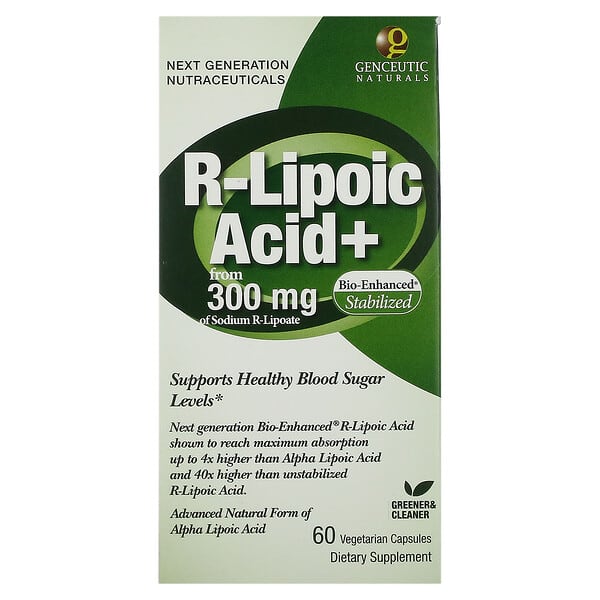 NEXT GENERATION
NUTRACEUTICALS
g
GENCEUTIC
NATURALS
R-Lipoic
Acid+
from
300 mg
of Sodium R-Lipoate
Bio-Enhanced®
Stabilized
Supports Healthy Blood Sugar
Levels*
Next generation Bio-Enhanced® R-Lipoic Acid
shown to reach maximum absorption
up to 4x higher than Alpha Lipoic Acid
and 40x higher than unstabilized
R-Lipoic Acid.
Advanced Natural Form of
Alpha Lipoic Acid
GREENER&
CLEANER
60 Vegetarian Capsules
Dietary Supplement